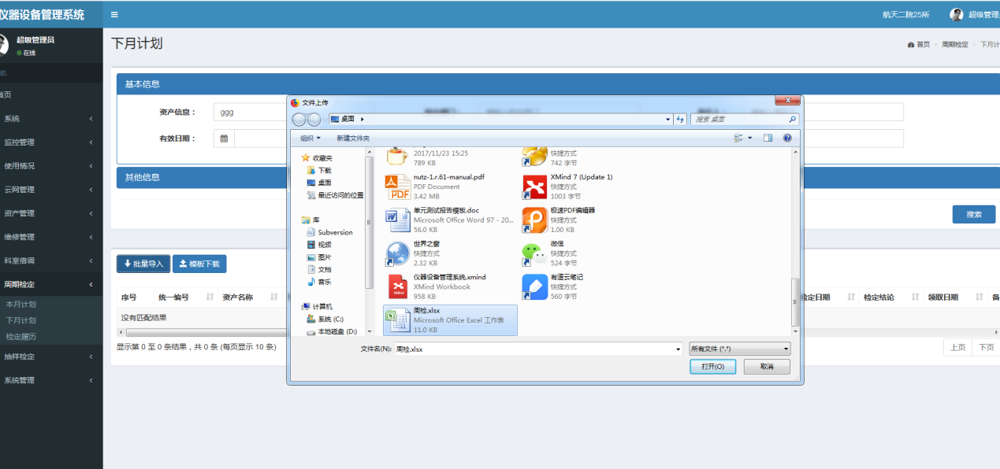 仪器设备管理系统
航天二院25所
超级管理
超级管理员
在线
航
首页
系统
监控管理
使用情况
云网管理
资产管理
维修管理
科室借调
周期检定
本月计划
下月计划
检定履历
抽样检定
系统管理
下月计划
首页 > 周期检定 > 下月计
基本信息
资产信息：
ggg
有效日期：
其他信息
搜索
批量导入
模板下载
序号
统一编号
资产名称
检定日期
检定结论
领取日期
备
没有匹配结果
显示第 0 至 0 条结果，共 0 条 (每页显示 10 条)
上页
下页
文件上传
桌面
搜索 桌面
组织
新建文件夹
收藏夹
下载
桌面
最近访问的位置
库
Subversion
视频
图片
文档
音乐
计算机
系统 (C:)
本地磁盘 (D:)
2017/11/23 15:25
789 KB
快捷方式
742 字节
nutz-1.r.61-manual.pdf
PDF Document
3.42 MB
XMind 7 (Update 1)
快捷方式
1003 字节
单元测试报告模板.doc
Microsoft Office Word 97 - 20...
56.0 KB
极速PDF编辑器
快捷方式
1.00 KB
世界之窗
快捷方式
2.32 KB
微信
快捷方式
524 字节
仪器设备管理系统.xmind
XMind Workbook
958 KB
有道云笔记
快捷方式
560 字节
周检.xlsx
Microsoft Office Excel 工作表
11.0 KB
文件名(N):
周检.xlsx
所有文件 (*.*)
打开(O)
取消